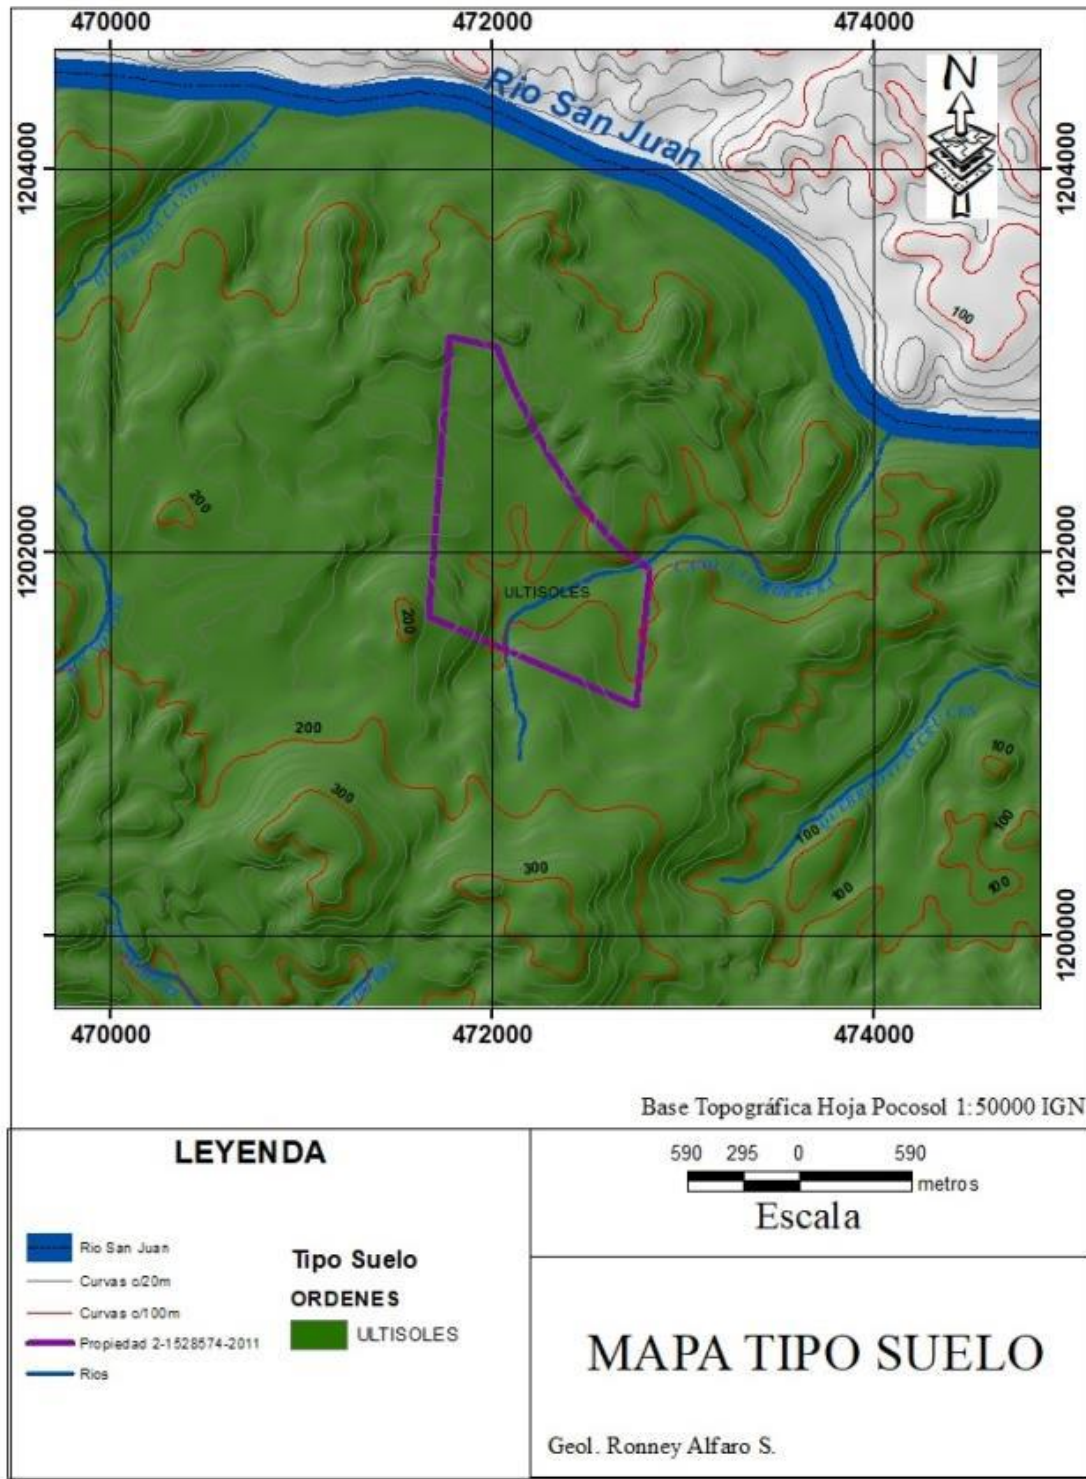 470000 472000 474000
N
Rio San Juan
1204000 1204000
100
200
1202000 1202000
ULTISOLES
200
200
300
100
100
100
300
100
100
1200000 1200000
470000 472000 474000
Base Topográfica Hoja Pocosol 1:50000 IGN
LEYENDA
Rio San Juan
Curvas c/20m
Curvas c/100m
Propiedad 2-1528574-2011
Rios
Tipo Suelo
ORDENES
ULTISOLES
590 295 0 590
metros
Escala
MAPA TIPO SUELO
Geol. Ronney Alfaro S.